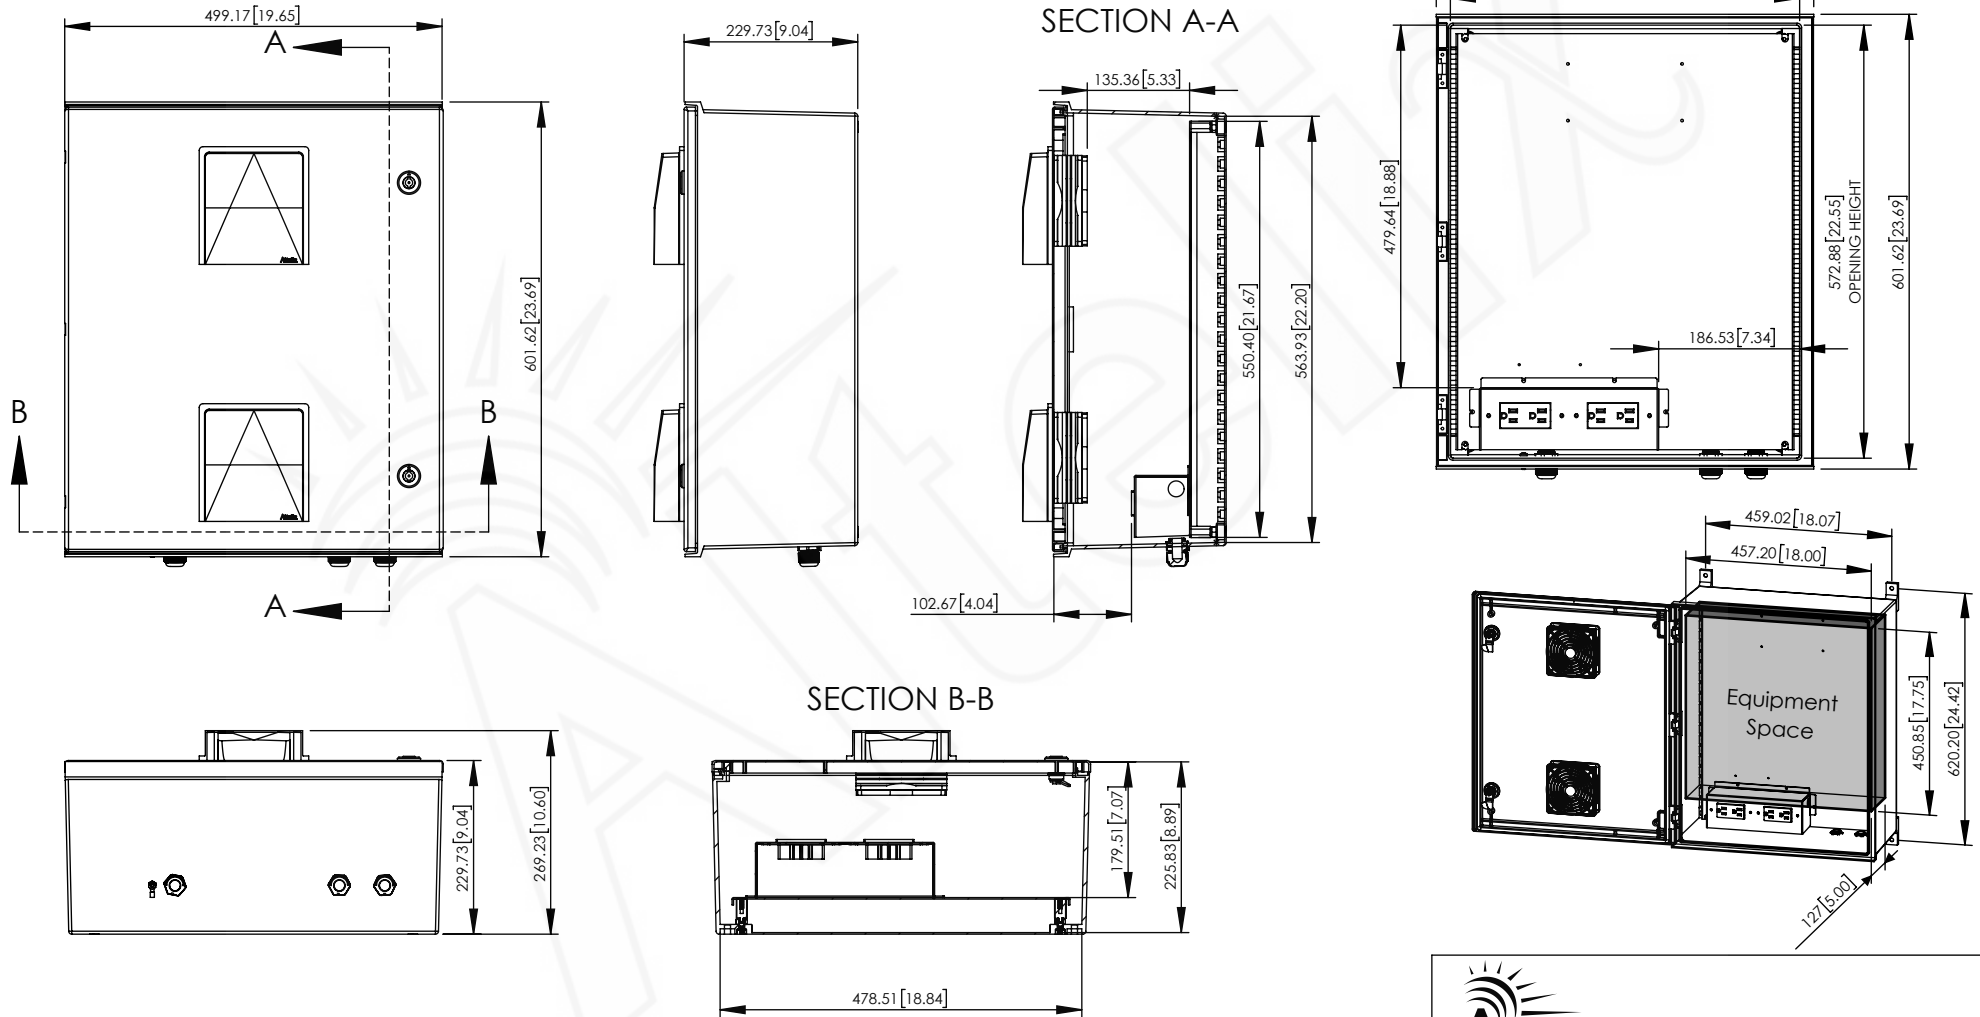 499.17[19.65]
A
601.62[23.69]
B
B
A
229.73[9.04]
SECTION A-A
135.36[5.33]
550.40[21.67]
563.93[22.20]
102.67[4.04]
479.64[18.88]
572.88[22.55]
OPENING HEIGHT
601.62[23.69]
186.53[7.34]
459.02[18.07]
457.20[18.00]
Equipment
Space
450.85[17.75]
620.20[24.42]
127[5.00]
229.73[9.04]
269.23[10.60]
SECTION B-B
179.51[7.07]
225.83[8.89]
478.51[18.84]
Altelix